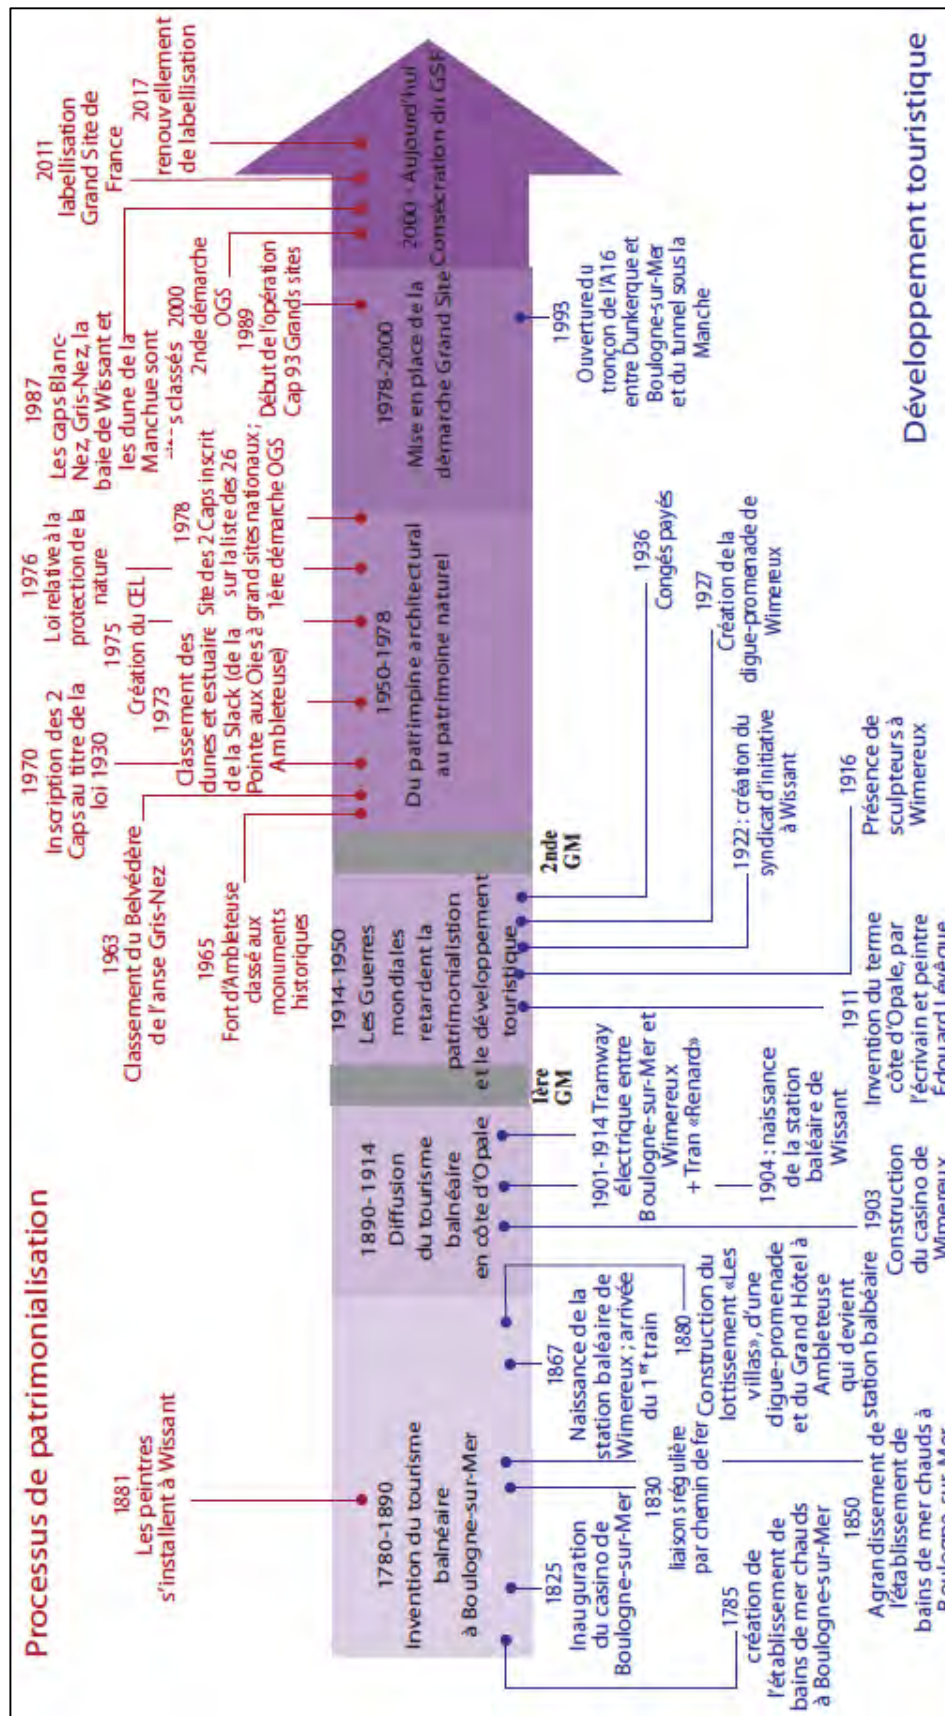 Processus de patrimonialisation
1881
Les peintres
s'installent à Wissant
1963
Classement du Belvédère
de l'anse Gris-Nez
1965
Fort d'Ambleteuse
classé aux
monuments
historiques
1970
Inscription des 2
Caps au titre de la
loi 1930
1973
Classement des
dunes et estuaire
de la Slack (de la
Pointe aux Oies à
Ambleteuse)
1975
Création du CEL
1976
Loi relative à la
protection de la
nature
1978
Site des 2 Caps inscrit
sur la liste des 26
grand sites nationaux ;
1ère démarche OGS
1987
Les caps Blanc-
Nez, Gris-Nez, la
baie de Wissant et
les dune de la
Manchue sont
classés
2000
2nde démarche
OGS
1989
Début de l'opération
Cap 93 Grands sites
2011
labellisation
Grand Site de
France
2017
renouvellement
de labellisation
1780-1890
Invention du tourisme
balnéaire
à Boulogne-sur-Mer
1890-1914
Diffusion
du tourisme
balnéaire
en côte d'Opale
1ère
GM
1914-1950
Les Guerres
mondiales
retardent la
patrimonialistion
et le dévéloppement
touristique
2nde
GM
1950-1978
Du patrimpine architectural
au patrimoine naturel
1978-2000
Mise en place de la
démarche Grand Site
2000 - Aujourd'hui
Consécration du GSF
1785
création de
l'établissement de
bains de mer chauds
à Boulogne-sur-Mer
1825
Inauguration
du casino de
Boulogne-sur-Mer
1830
liaison régulière
par chemin de fer
1850
Agrandissement de
l'établissement de
bains de mer chauds à
Boulogne-sur-Mer
1867
Naissance de la
station baléaire de
Wimereux ; arrivée
du 1er train
1880
Construction du
lottissement «Les
villas», d'une
digue-promenade
et du Grand Hôtel à
Ambleteuse
qui devient
station balbéaire
1903
Construction
du casino de
Wimereux
1901-1914 Tramway
électrique entre
Boulogne-sur-Mer et
Wimereux
+ Tran «Renard»
1904 : naissance
de la station
baléaire de
Wissant
1911
Invention du terme
côte d'Opale, par
l'écrivain et peintre
Édouard Lévêque
1916
Présence de
sculpteurs à
Wimereux
1922 : création du
syndicat d'initiative
à Wissant
1927
Création de la
digue-promenade de
Wimereux
1936
Congés payés
1993
Ouverture du
tronçon de l'A16
entre Dunkerque et
Boulogne-sur-Mer
et du tunnel sous la
Manche
Développement touristique